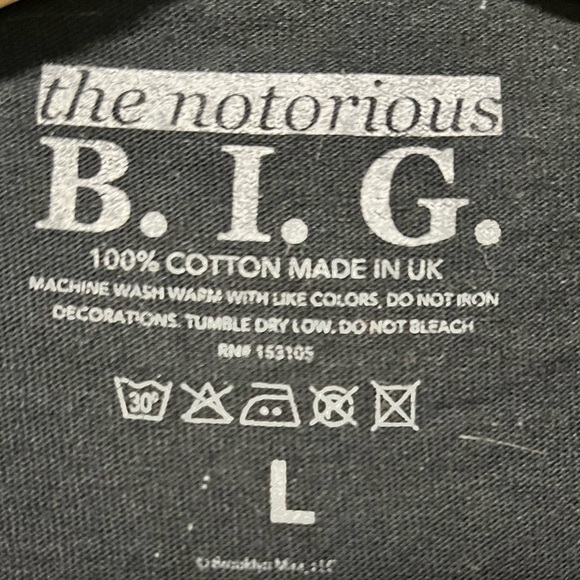 the notorious
B. I. G.
100% COTTON MADE IN UK
MACHINE WASH WARM WITH LIKE COLORS, DO NOT IRON
DECORATIONS. TUMBLE DRY LOW. DO NOT BLEACH
RN# 153105
30°
L
© Brooklyn